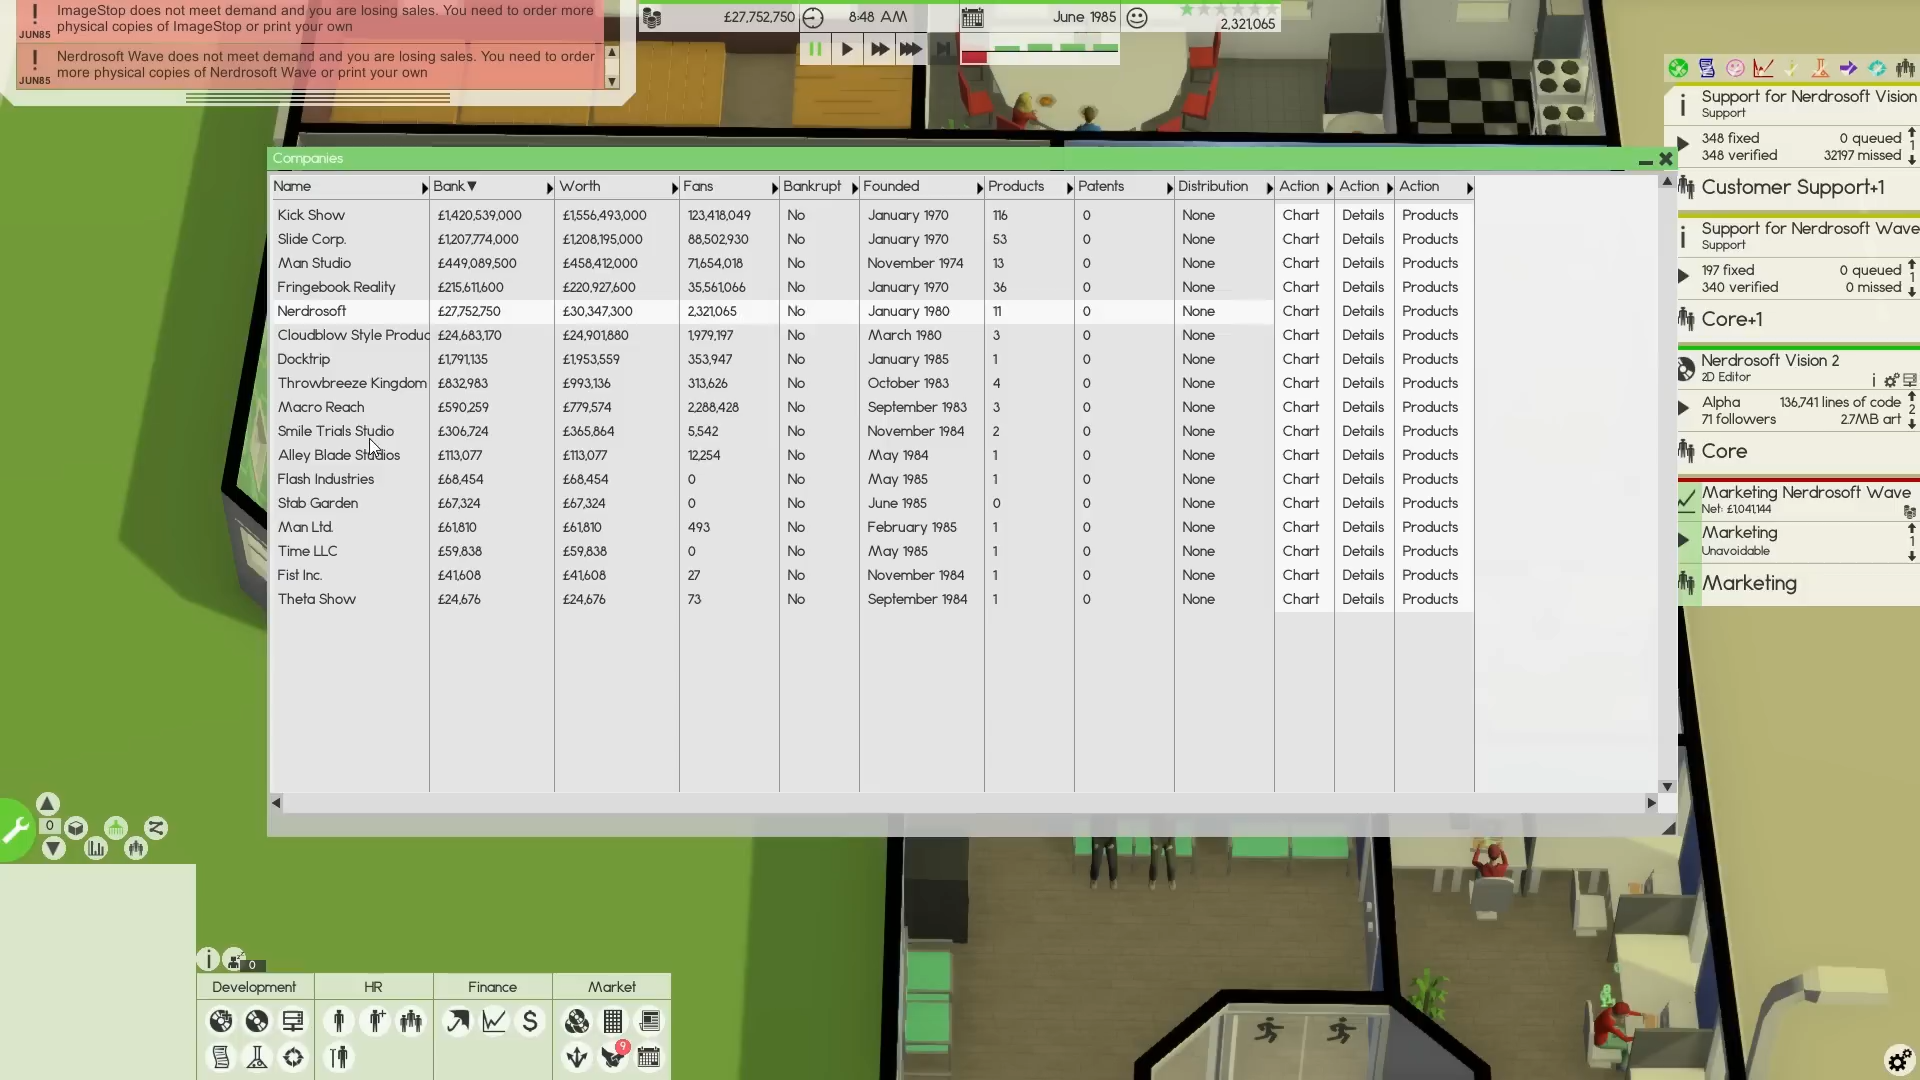 ImageStop does not meet demand and you are losing sales. You need to order more
physical copies of ImageStop or print your own
JUN85
Nerdrosoft Wave does not meet demand and you are losing sales. You need to order
more physical copies of Nerdrosoft Wave or print your own
JUN85
£27,752,750 8:48 AM June 1985 2,321,065
Companies
Name Bank▼ Worth Fans Bankrupt Founded Products Patents Distribution Action Action Action
Kick Show £1,420,539,000 £1,556,493,000 123,418,049 No January 1970 116 0 None Chart Details Products
Slide Corp. £1,207,774,000 £1,208,195,000 88,502,930 No January 1970 53 0 None Chart Details Products
Man Studio £449,089,500 £458,412,000 71,654,018 No November 1974 13 0 None Chart Details Products
Fringebook Reality £215,611,600 £220,927,600 35,561,066 No January 1970 36 0 None Chart Details Products
Nerdrosoft £27,752,750 £30,347,300 2,321,065 No January 1980 11 0 None Chart Details Products
Cloudblow Style Produc £24,683,170 £24,901,880 1,979,197 No March 1980 3 0 None Chart Details Products
Docktrip £1,791,135 £1,953,559 353,947 No January 1985 1 0 None Chart Details Products
Throwbreeze Kingdom £832,983 £993,136 313,626 No October 1983 4 0 None Chart Details Products
Macro Reach £590,259 £779,574 2,288,428 No September 1983 3 0 None Chart Details Products
Smile Trials Studio £306,724 £365,864 5,542 No November 1984 2 0 None Chart Details Products
Alley Blade Studios £113,077 £113,077 12,254 No May 1984 1 0 None Chart Details Products
Flash Industries £68,454 £68,454 0 No May 1985 1 0 None Chart Details Products
Stab Garden £67,324 £67,324 0 No June 1985 0 0 None Chart Details Products
Man Ltd. £61,810 £61,810 493 No February 1985 1 0 None Chart Details Products
Time LLC £59,838 £59,838 0 No May 1985 1 0 None Chart Details Products
Fist Inc. £41,608 £41,608 27 No November 1984 1 0 None Chart Details Products
Theta Show £24,676 £24,676 73 No September 1984 1 0 None Chart Details Products
Support for Nerdrosoft Vision
Support
348 fixed 0 queued
348 verified 32197 missed
1
Customer Support+1
Support for Nerdrosoft Wave
Support
197 fixed 0 queued
340 verified 0 missed
1
Core+1
Nerdrosoft Vision 2
2D Editor
Alpha 136,741 lines of code
71 followers 2.7MB art
2
Core
Marketing Nerdrosoft Wave
Net: £1,041,144
Marketing
Unavoidable
1
Marketing
0
0
Development HR Finance Market
9